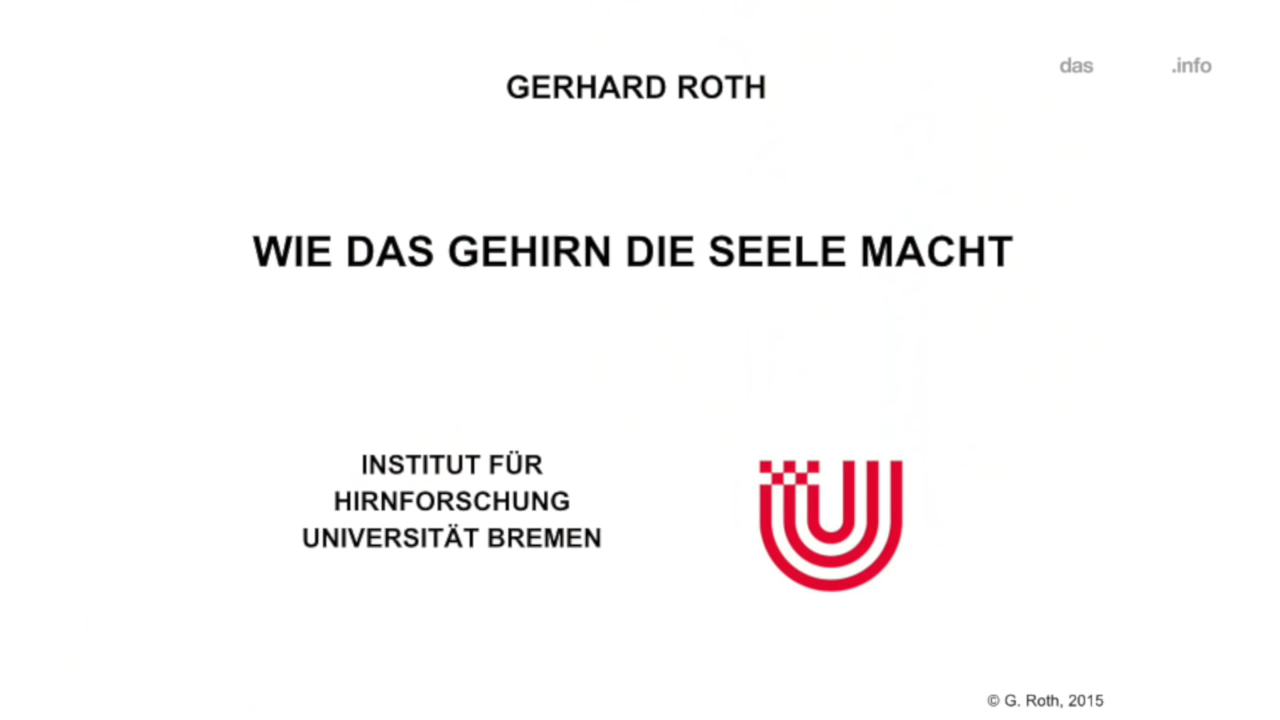 das .info
GERHARD ROTH
WIE DAS GEHIRN DIE SEELE MACHT
INSTITUT FÜR
HIRNFORSCHUNG
UNIVERSITÄT BREMEN
© G. Roth, 2015